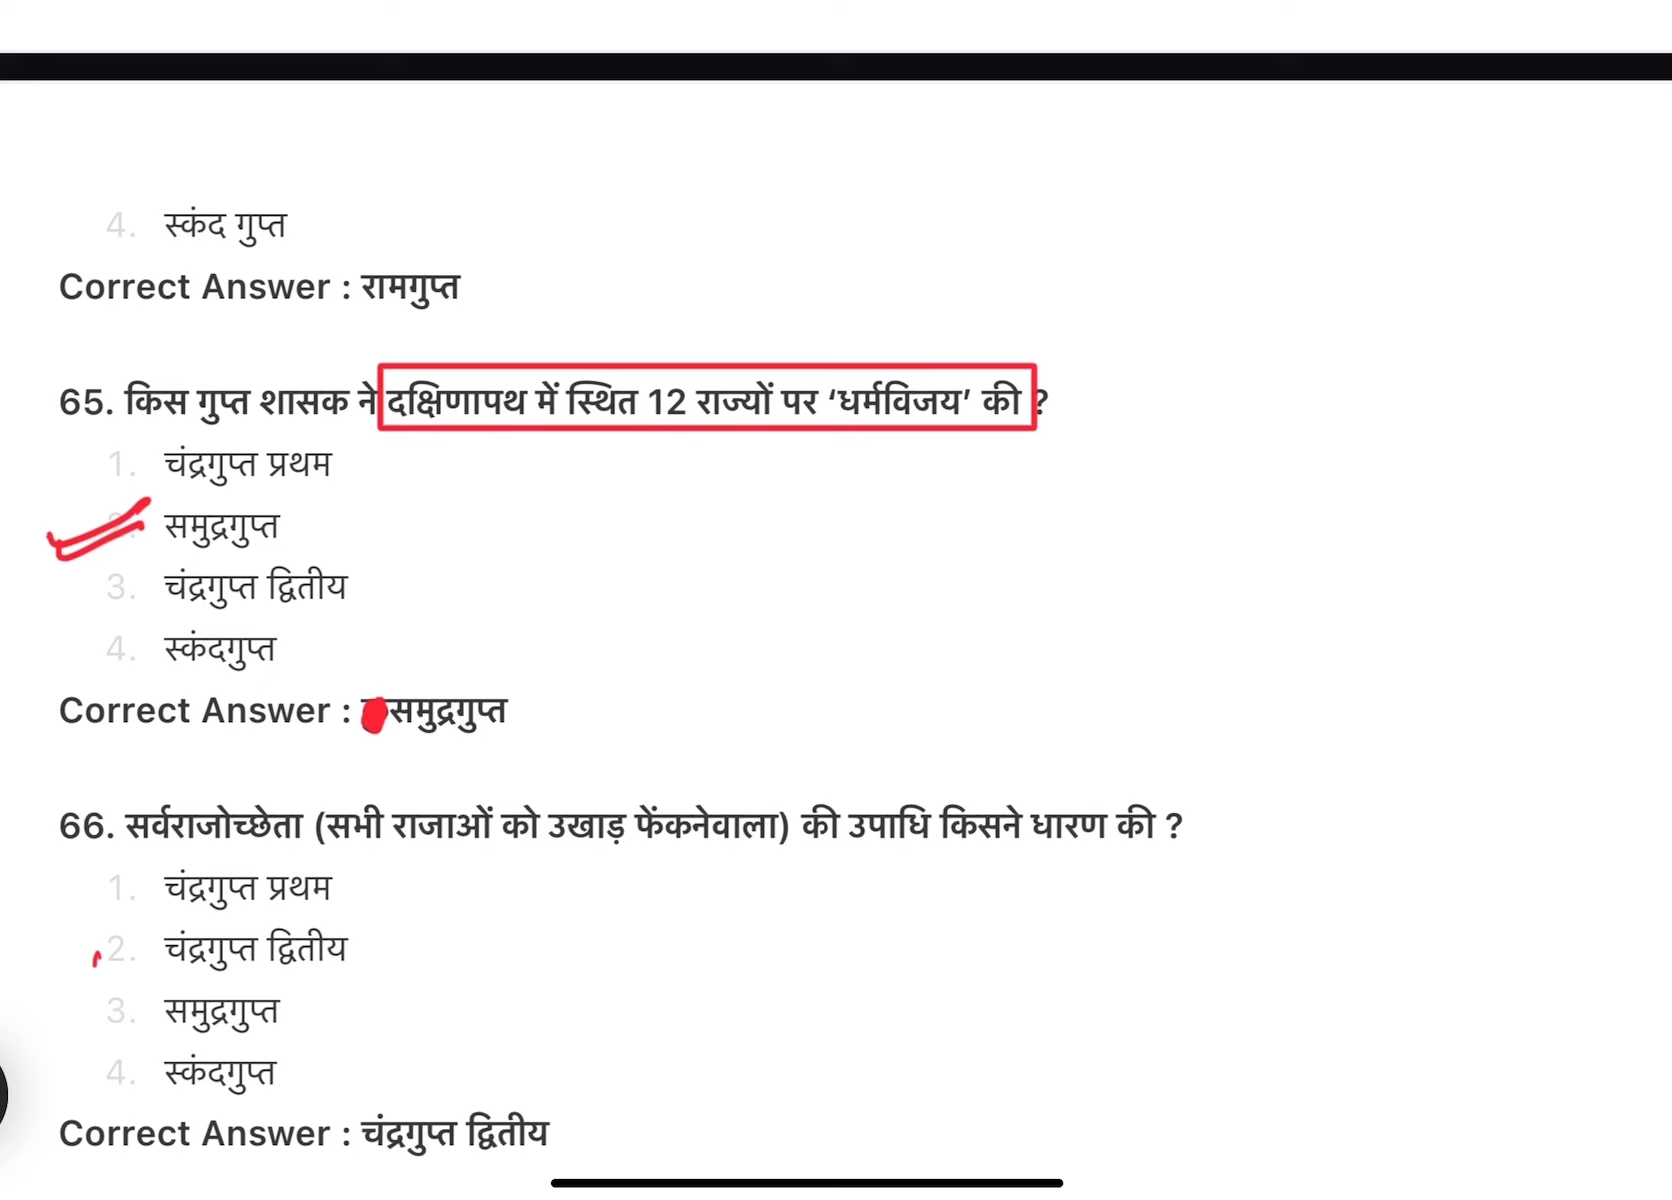 4. स्कंद गुप्त
Correct Answer : रामगुप्त
65. किस गुप्त शासक ने दक्षिणापथ में स्थित 12 राज्यों पर ‘धर्मविजय’ की ?
1. चंद्रगुप्त प्रथम
समुद्रगुप्त
3. चंद्रगुप्त द्वितीय
4. स्कंदगुप्त
Correct Answer : समुद्रगुप्त
66. सर्वराजोच्छेता (सभी राजाओं को उखाड़ फेंकनेवाला) की उपाधि किसने धारण की ?
1. चंद्रगुप्त प्रथम
2. चंद्रगुप्त द्वितीय
3. समुद्रगुप्त
4. स्कंदगुप्त
Correct Answer : चंद्रगुप्त द्वितीय